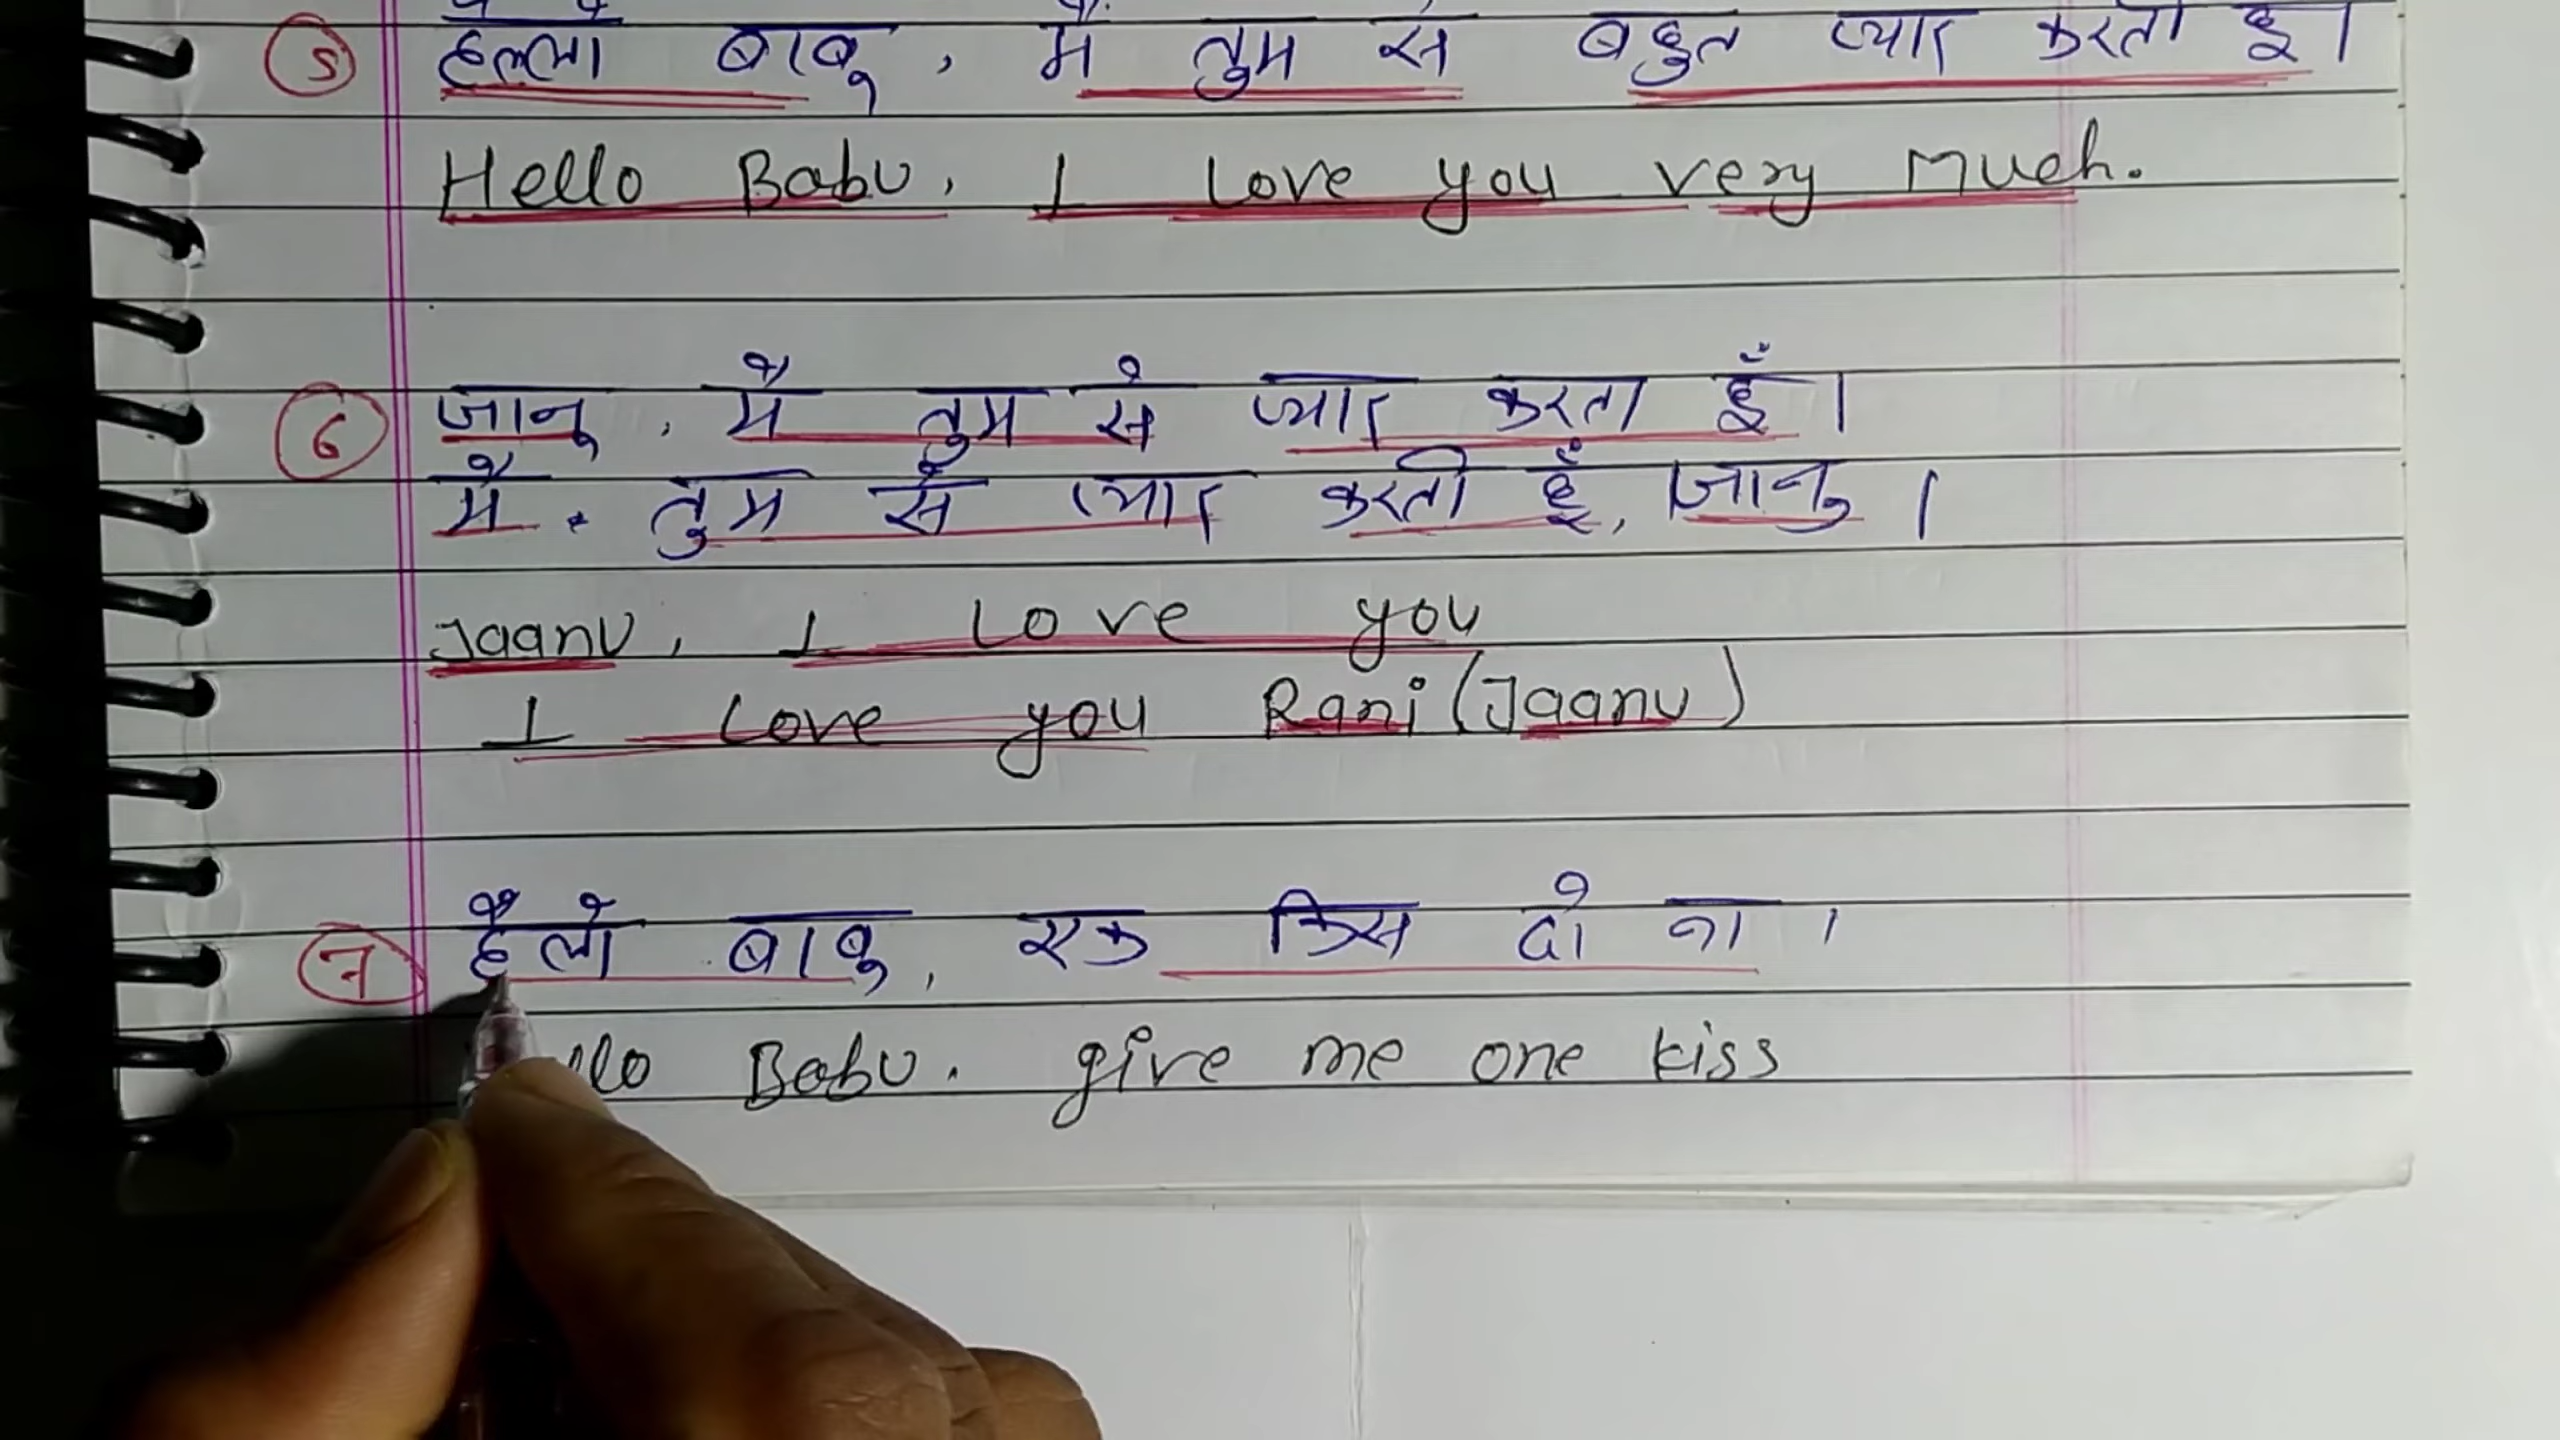 5 हेल्लो बाबू, मैं तुम से बहुत प्यार करता हूँ।
Hello Babu, I Love you very Much.
6 जानू, मैं तुम से प्यार करता हूँ।
मैं तुम से प्यार करती हूँ, जानु।
Jaanu, I Love you
I Love you Rani (Jaanu)
7 हैलो बाबु, एक किस दो ना।
llo Babu. give me one kiss